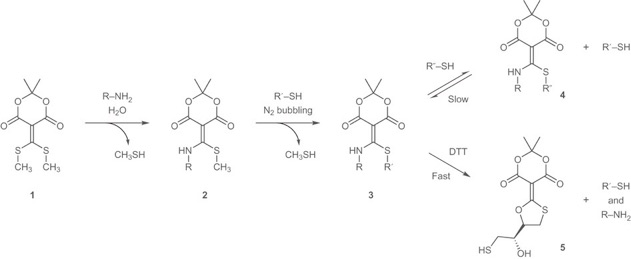 O O
O O
S S
CH₃ CH₃
1
R–NH₂
H₂O
CH₃SH
O O
O O
HN S
R CH₃
2
R′–SH
N₂ bubbling
CH₃SH
O O
O O
HN S
R R′
3
R″–SH
Slow
O O
O O
HN S
R R″
4
+ R′–SH
DTT
Fast
O O
O O
O S
HS
OH
5
+ R′–SH
and
R–NH₂